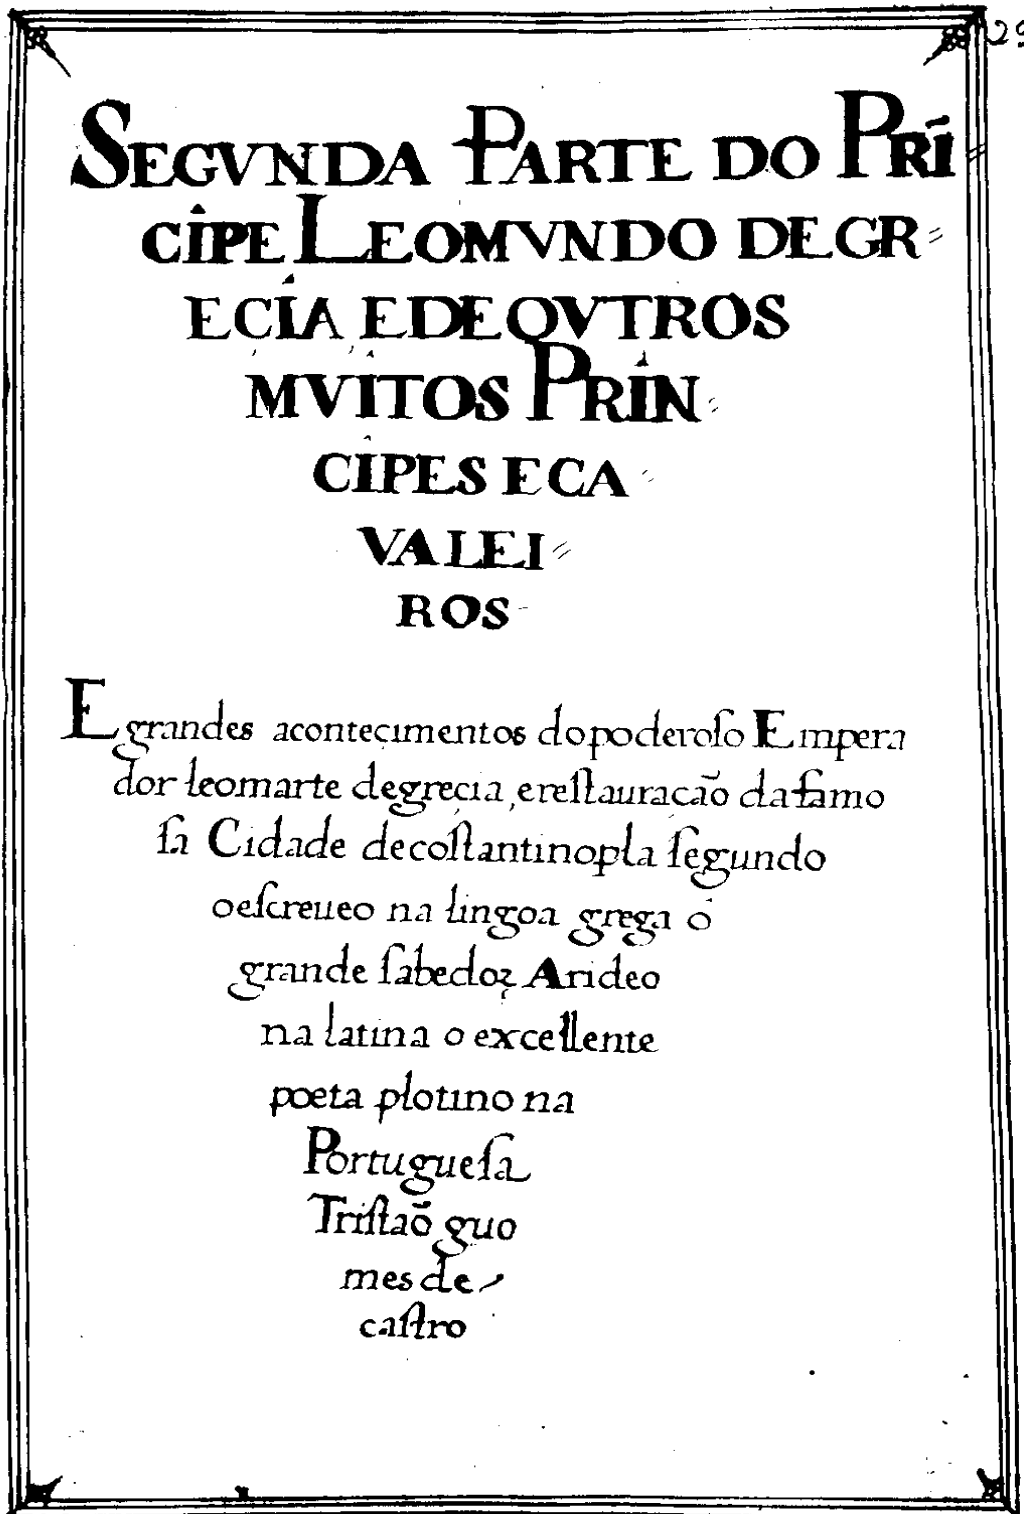 SEGVNDA PARTE DO PRĨ=
CIPE LEOMVNDO DE GR=
ECIA E DE OVTROS
MVITOS PRIN=
CIPES E CA=
VALEI=
ROS
E grandes acontecimentos do poderoſo Empera
dor leomarte de grecia, e reſtauracão da famo
ſa Cidade de coſtantinopla ſegundo
o eſcreueo na lingoa grega ó
grande ſabedor Arideo
na latina o excellente
poeta plotino na
Portugueſa
Triſtaõ guo
mes de
caſtro